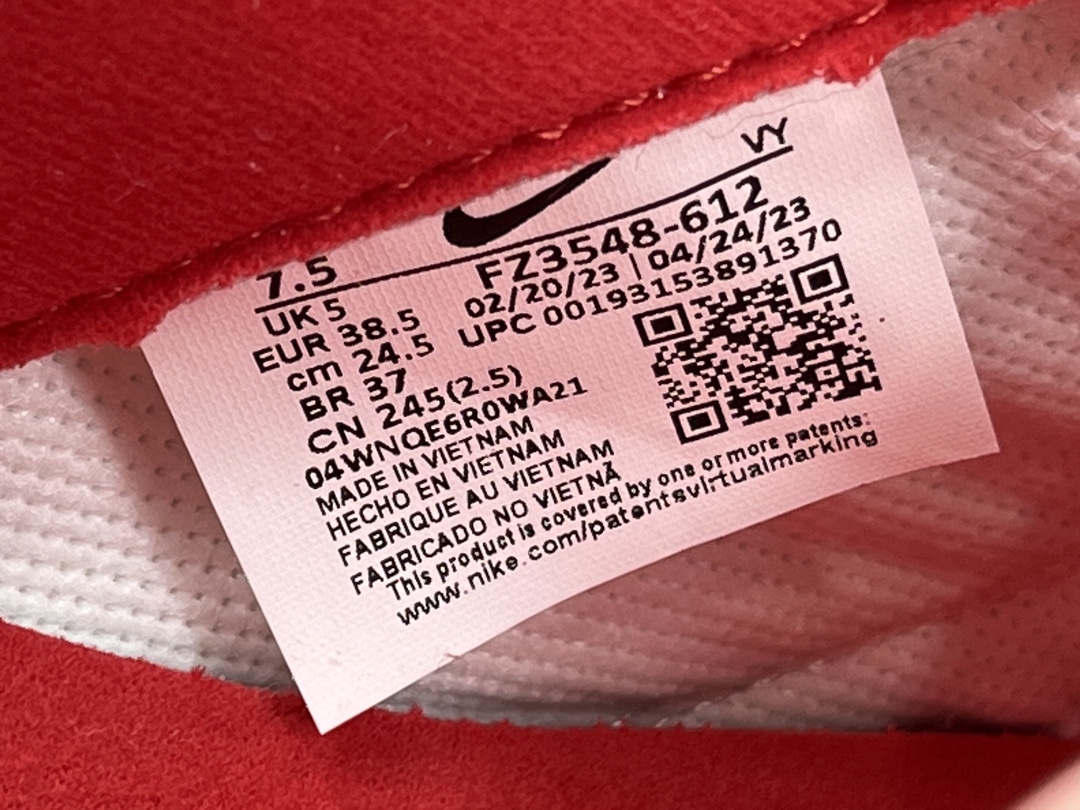 VY
7.5 FZ3548-612
UK 5 02/20/23 | 04/24/23
EUR 38.5 UPC 00193153891370
cm 24.5
BR 37
CN 245(2.5)
04WNQE6R0WA21
MADE IN VIETNAM
HECHO EN VIETNAM
FABRIQUE AU VIETNAM
FABRICADO NO VIETNÃ
This product is covered by one or more patents:
www.nike.com/patentsvirtualmarking